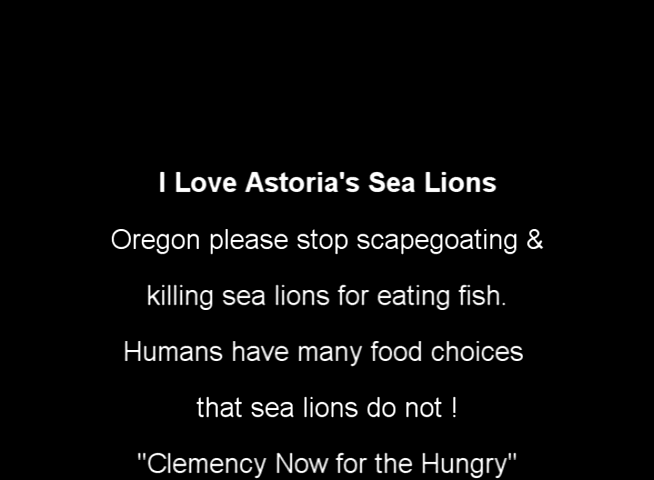 I Love Astoria's Sea Lions
Oregon please stop scapegoating &
killing sea lions for eating fish.
Humans have many food choices
that sea lions do not !
"Clemency Now for the Hungry"